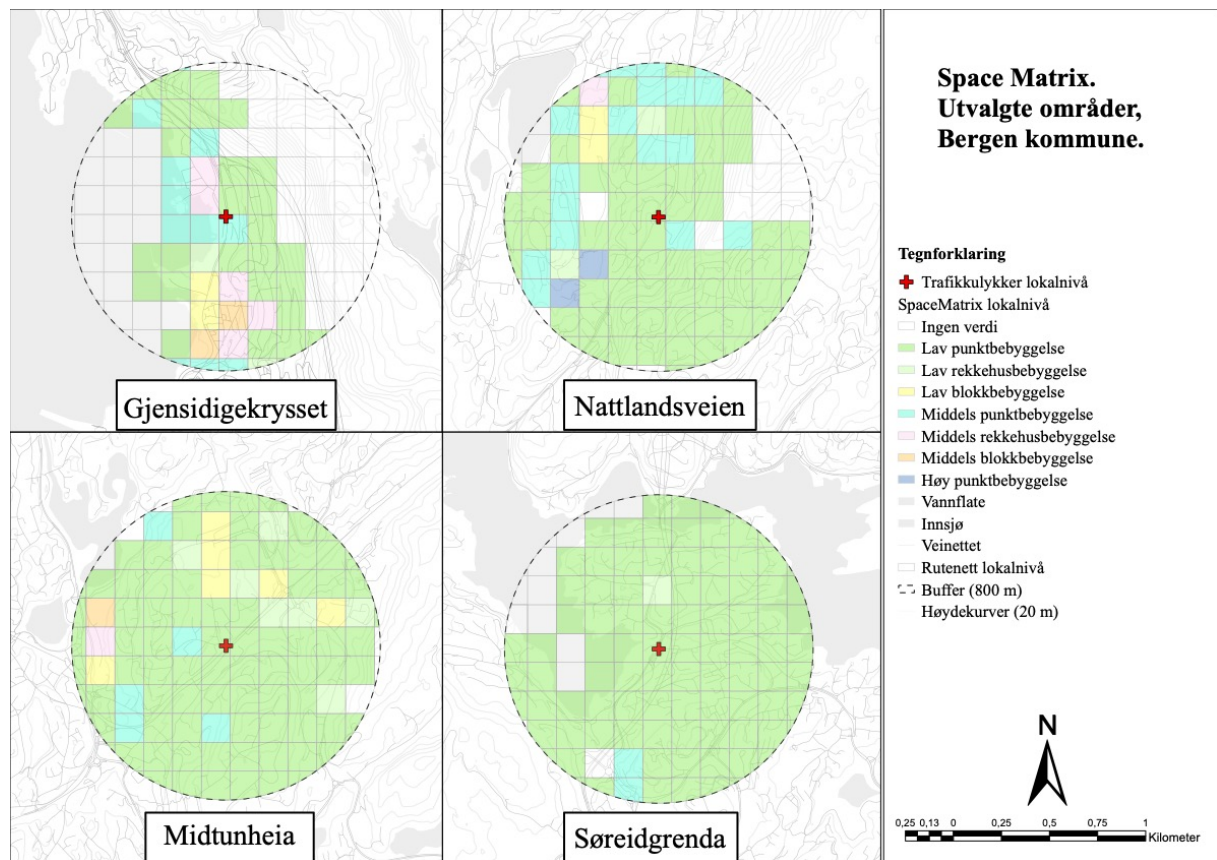 Space Matrix.
Utvalgte områder,
Bergen kommune.
Gjensidigekrysset
Nattlandsveien
Midtunheia
Søreidgrenda
Tegnforklaring
Trafikkulykker lokalnivå
SpaceMatrix lokalnivå
Ingen verdi
Lav punktbebyggelse
Lav rekkehusbebyggelse
Lav blokkbebyggelse
Middels punktbebyggelse
Middels rekkehusbebyggelse
Middels blokkbebyggelse
Høy punktbebyggelse
Vannflate
Innsjø
Veinettet
Rutenett lokalnivå
Buffer (800 m)
Høydekurver (20 m)
N
0,25 0,13 0 0,25 0,5 0,75 1
Kilometer